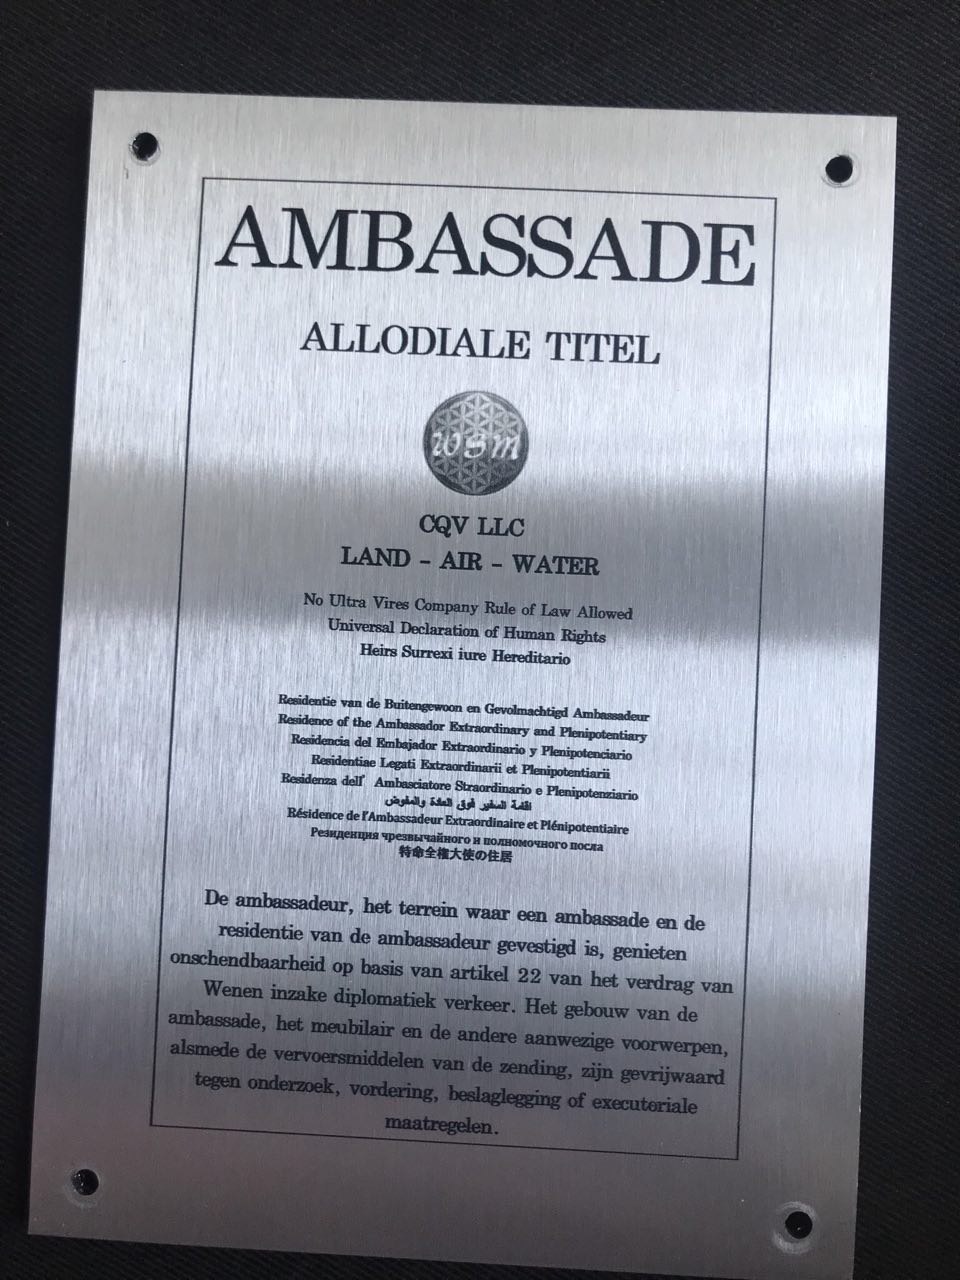 AMBASSADE
ALLODIALE TITEL
WSM
CQV LLC
LAND - AIR - WATER
No Ultra Vires Company Rule of Law Allowed
Universal Declaration of Human Rights
Heirs Surrexi iure Hereditario
Residentie van de Buitengewoon en Gevolmachtigd Ambassadeur
Residence of the Ambassador Extraordinary and Plenipotentiary
Residencia del Embajador Extraordinario y Plenipotenciario
Residentiae Legati Extraordinarii et Plenipotentiarii
Residenza dell' Ambasciatore Straordinario e Plenipotenziario
اقامة السفير فوق العادة والمفوض
Résidence de l'Ambassadeur Extraordinaire et Plénipotentiaire
Резиденция чрезвычайного и полномочного посла
特命全権大使の住居
De ambassadeur, het terrein waar een ambassade en de
residentie van de ambassadeur gevestigd is, genieten
onschendbaarheid op basis van artikel 22 van het verdrag van
Wenen inzake diplomatiek verkeer. Het gebouw van de
ambassade, het meubilair en de andere aanwezige voorwerpen,
alsmede de vervoersmiddelen van de zending, zijn gevrijwaard
tegen onderzoek, vordering, beslaglegging of executoriale
maatregelen.